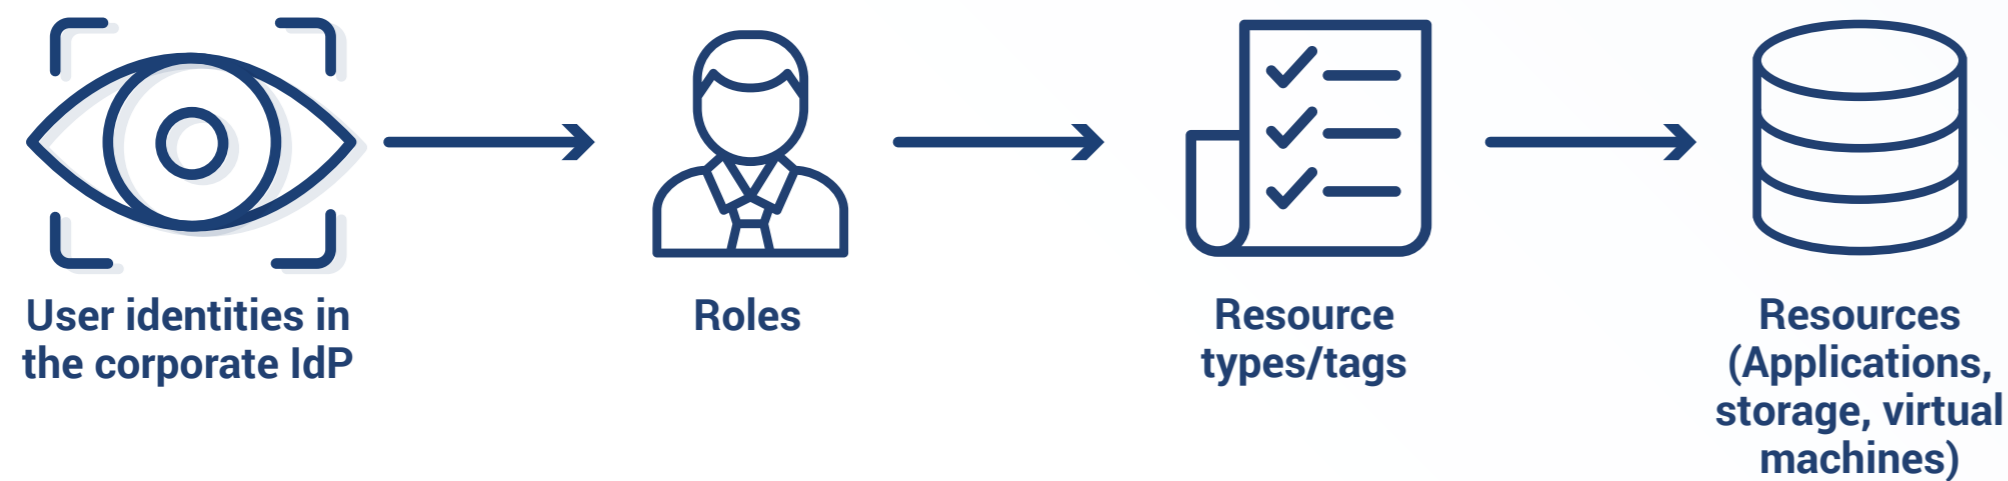 User identities in
the corporate IdP
Roles
Resource
types/tags
Resources
(Applications,
storage, virtual
machines)